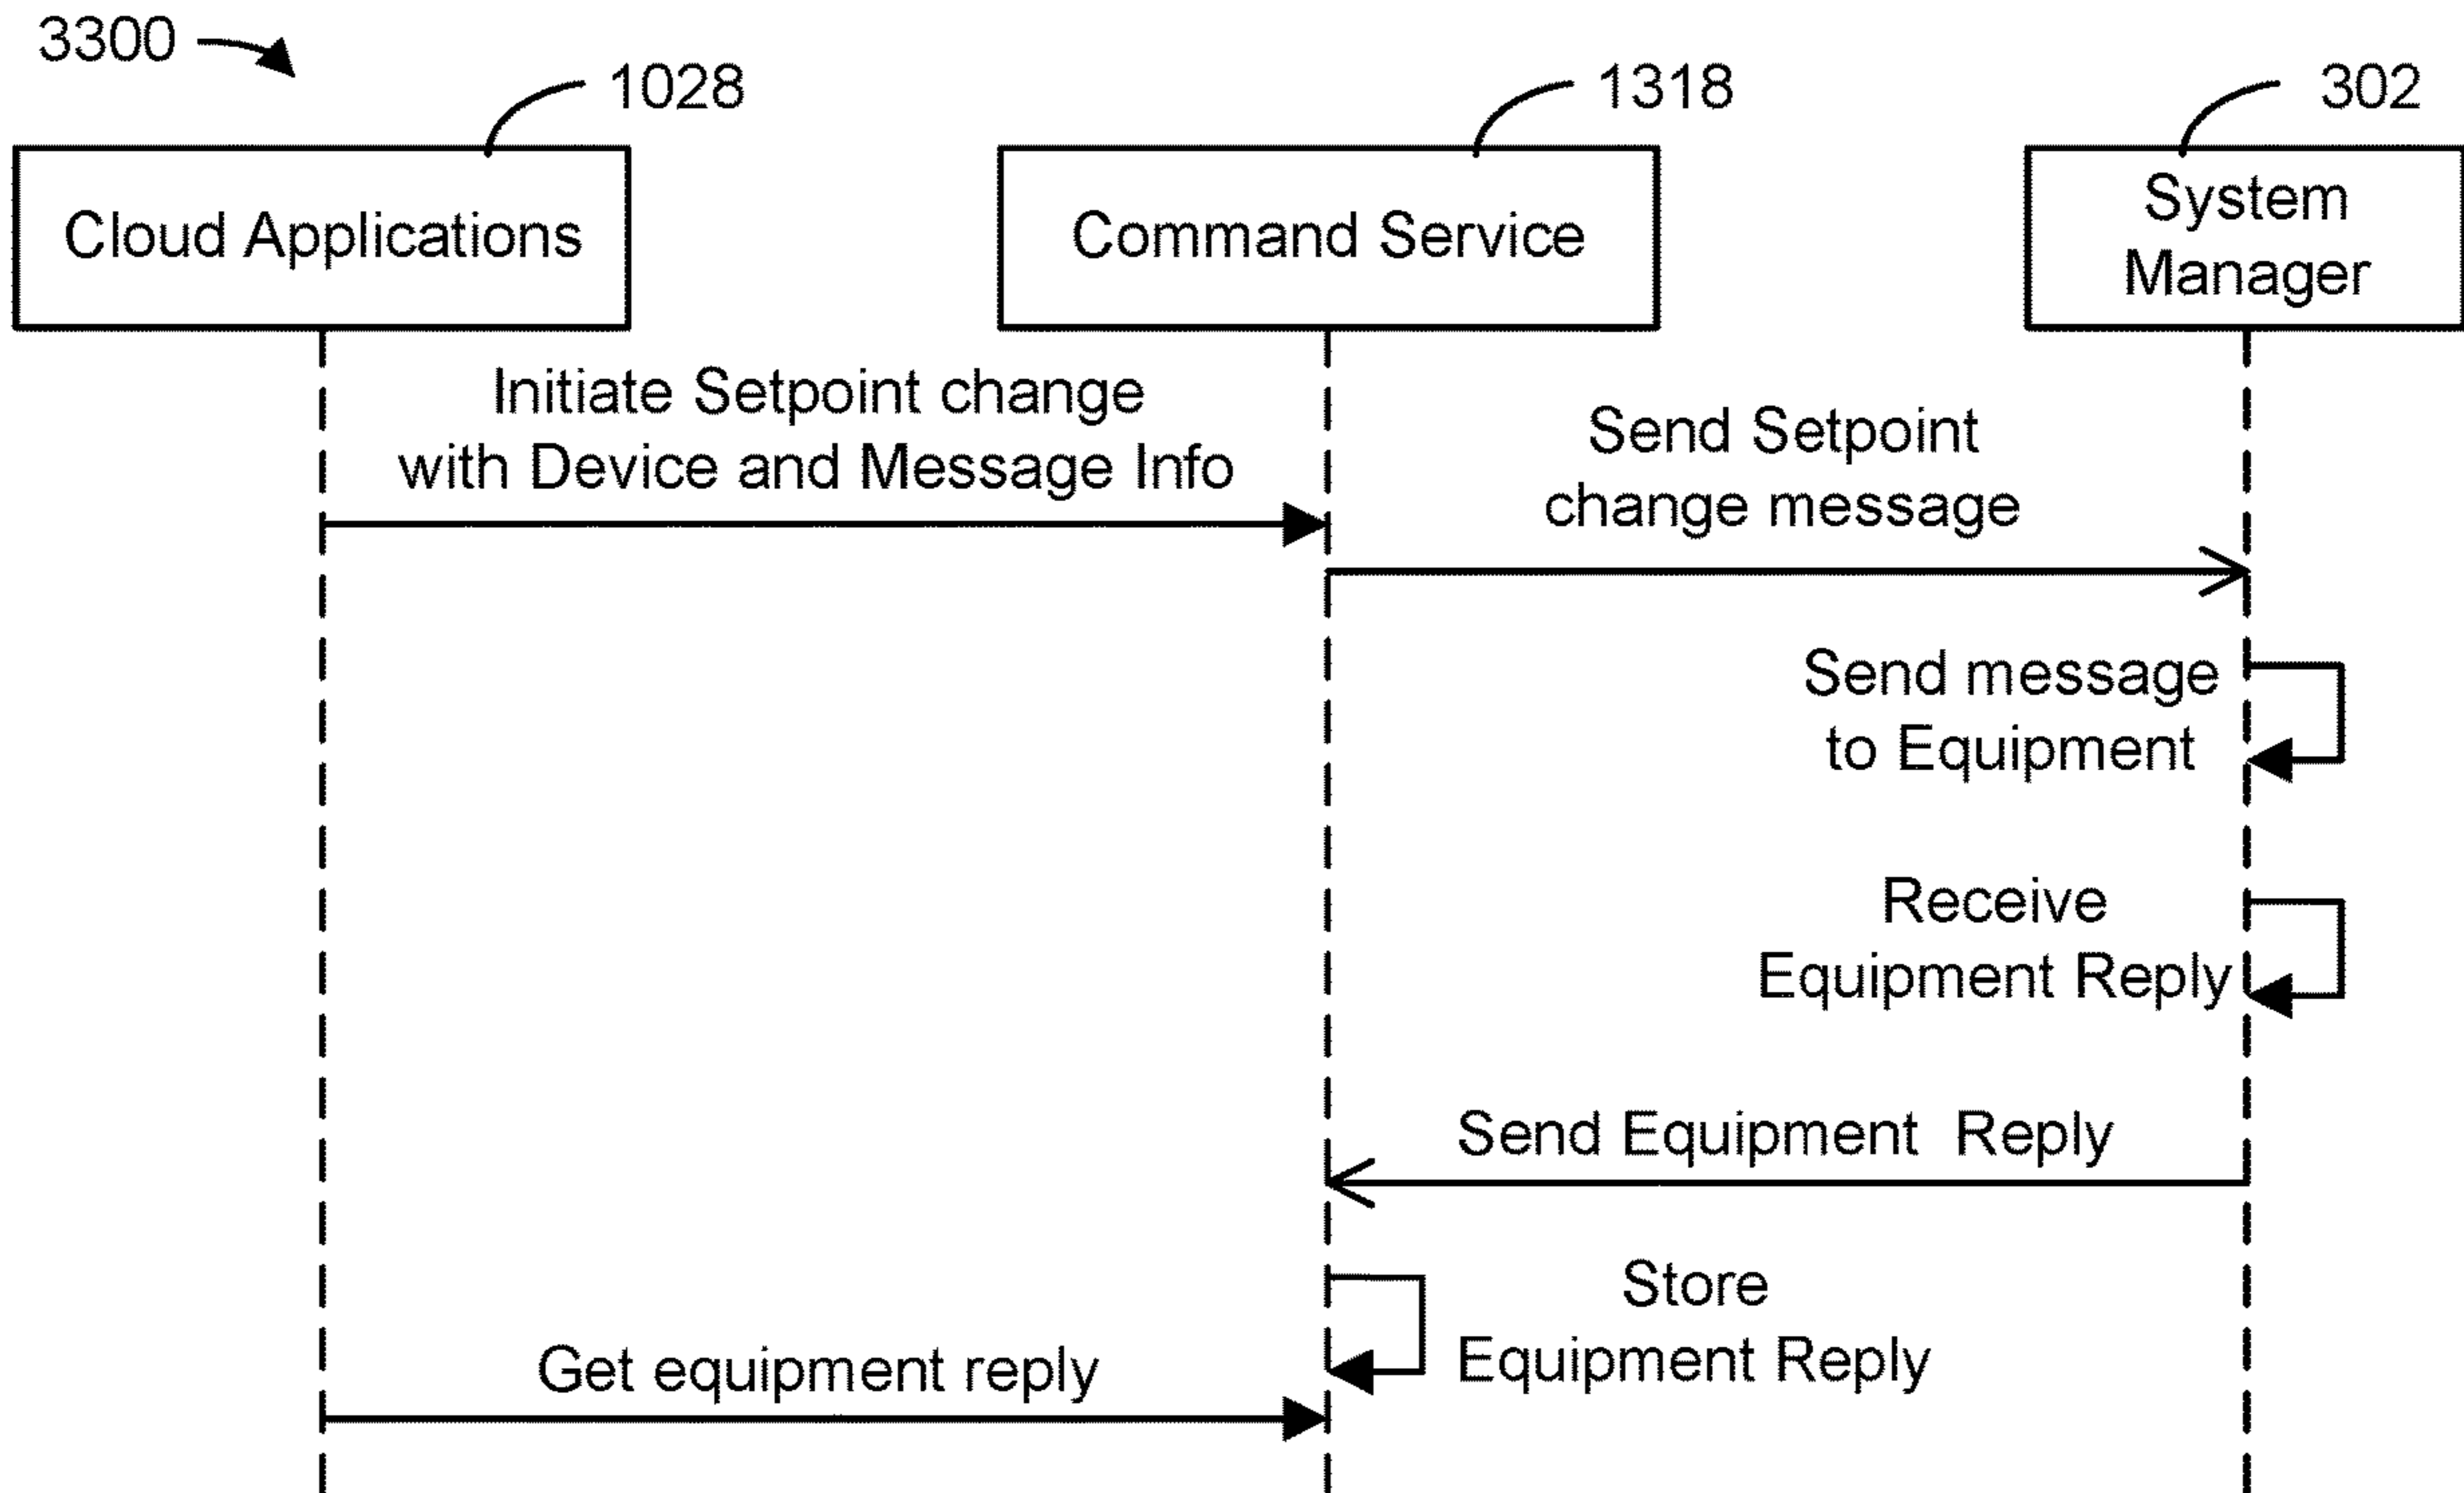 3300
1028
1318
302
Cloud Applications
Command Service
System
Manager
Initiate Setpoint change
with Device and Message Info
Send Setpoint
change message
Send message
to Equipment
Receive
Equipment Reply
Send Equipment Reply
Store
Equipment Reply
Get equipment reply